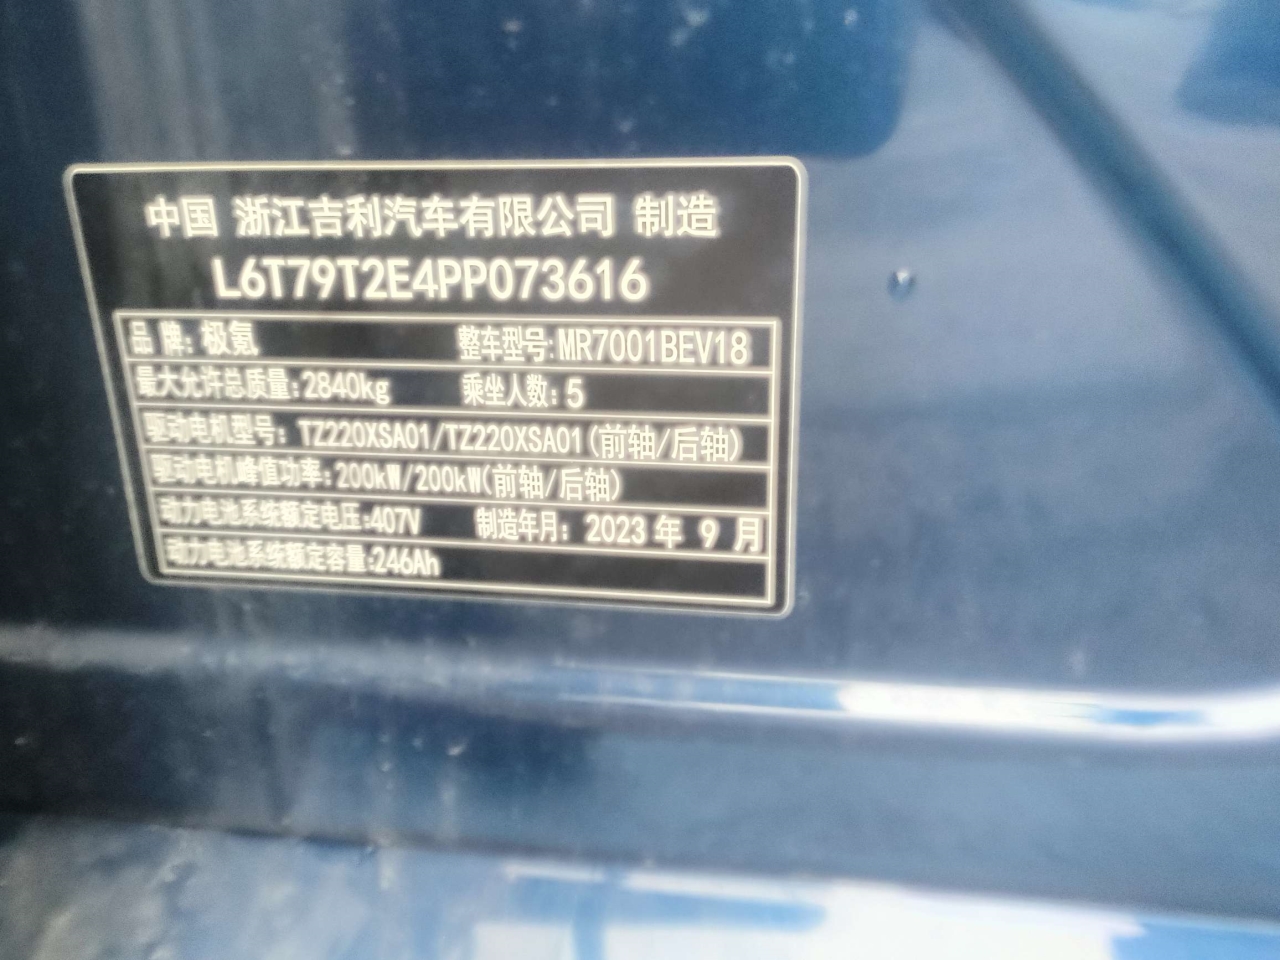 中国 浙江吉利汽车有限公司 制造
L6T79T2E4PP073616
品 牌: 极氪 整车型号:MR7001BEV18
最大允许总质量:2840kg 乘坐人数: 5
驱动电机型号: TZ220XSA01/TZ220XSA01(前轴/后轴)
驱动电机峰值功率:200kW/200kW(前轴/后轴)
动力电池系统额定电压:407V 制造年月: 2023 年 9 月
动力电池系统额定容量:246Ah